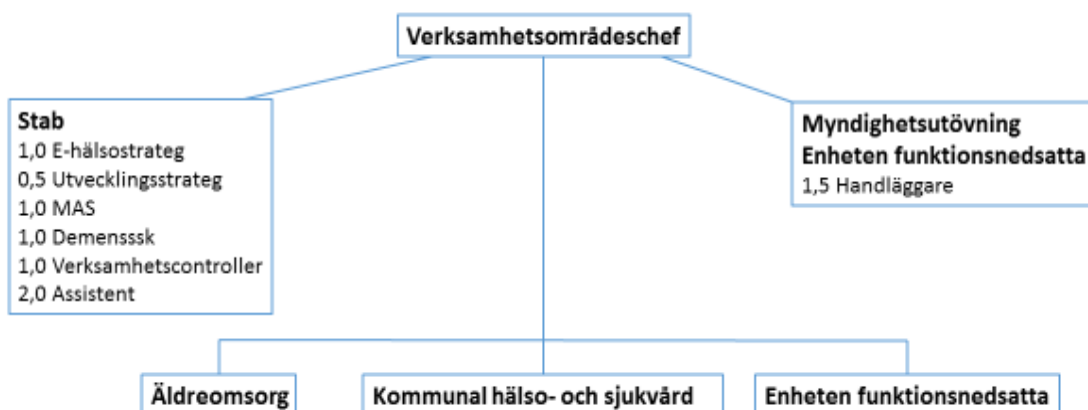 Verksamhetsområdeschef
Stab
1,0 E-hälsostrateg
0,5 Utvecklingsstrateg
1,0 MAS
1,0 Demensssk
1,0 Verksamhetscontroller
2,0 Assistent
Myndighetsutövning
Enheten funktionsnedsatta
1,5 Handläggare
Äldreomsorg
Kommunal hälso- och sjukvård
Enheten funktionsnedsatta